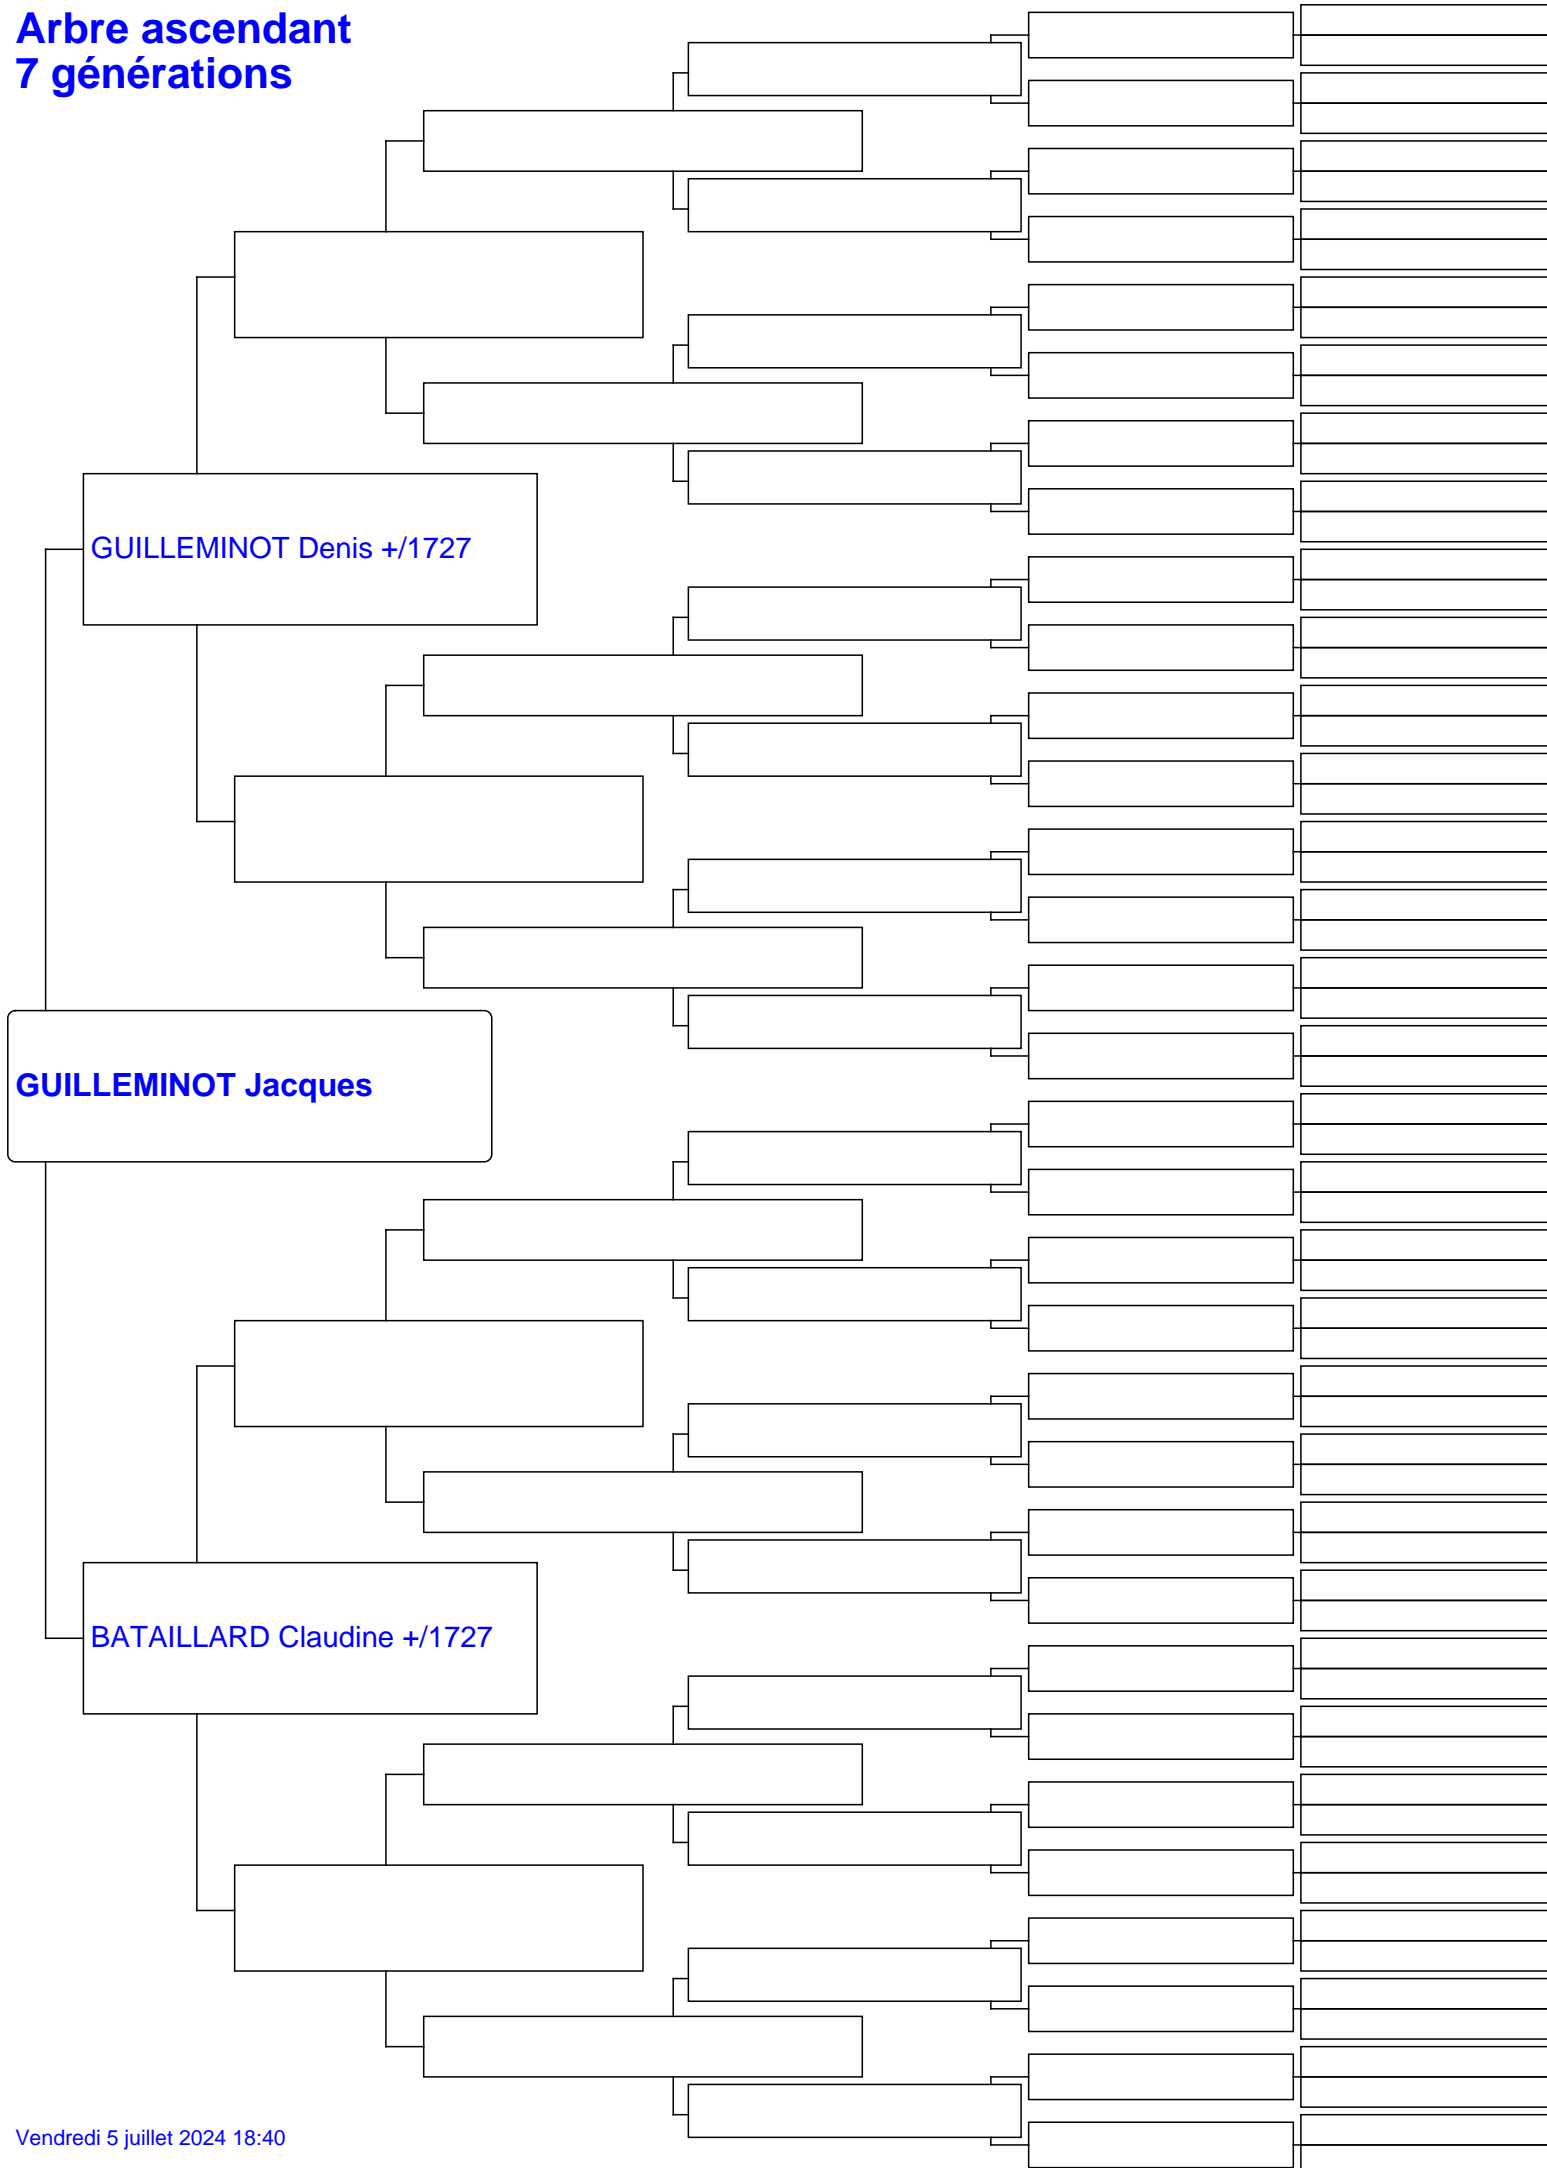 Arbre ascendant
7 générations
GUILLEMINOT Denis +/1727
GUILLEMINOT Jacques
BATAILLARD Claudine +/1727
Vendredi 5 juillet 2024 18:40